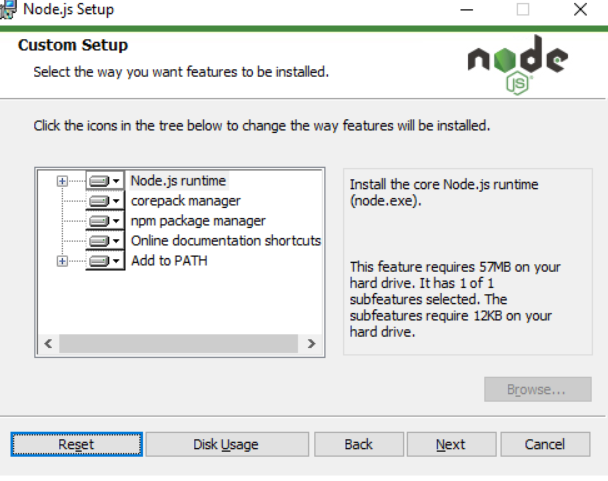 Node.js Setup
Custom Setup
Select the way you want features to be installed.
node
JS
Click the icons in the tree below to change the way features will be installed.
Node.js runtime
corepack manager
npm package manager
Online documentation shortcuts
Add to PATH
Install the core Node.js runtime
(node.exe).
This feature requires 57MB on your
hard drive. It has 1 of 1
subfeatures selected. The
subfeatures require 12KB on your
hard drive.
Browse...
Reset
Disk Usage
Back
Next
Cancel